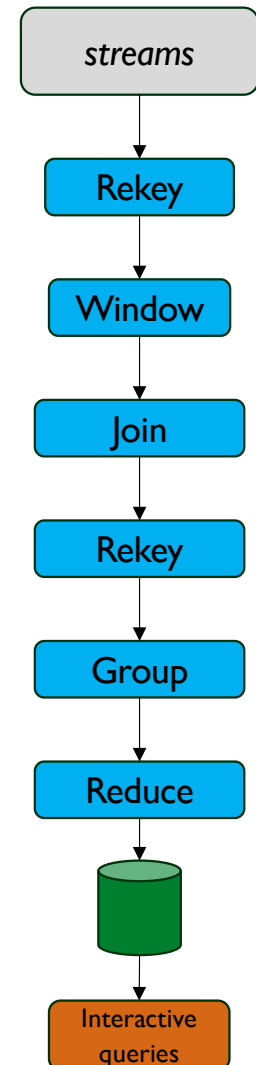 streams
Rekey
Window
Join
Rekey
Group
Reduce
Interactive
queries